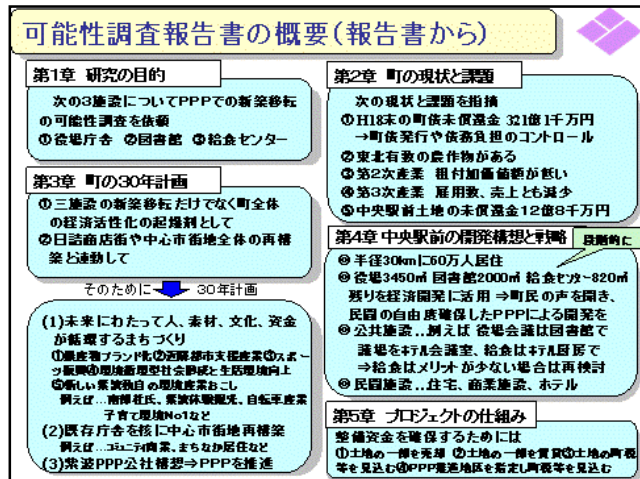 可能性調査報告書の概要(報告書から)
第1章 研究の目的
次の3施設についてPPPでの新築移転
の可能性調査を依頼
①役場庁舎 ②図書館 ③給食センター
第2章 町の現状と課題
次の現状と課題を指摘
①H18末の町債未償還金 321億1千万円
→町債発行や債務負担のコントロール
②東北有数の農作物がある
③第2次産業 粗付加価値額が低い
④第3次産業 雇用数、売上とも減少
⑤中央駅前土地の未償還金12億8千万円
第3章 町の30年計画
①三施設の新築移転だけでなく町全体
の経済活性化の起爆剤として
②日詰商店街や中心市街地全体の再構
築と連動して
そのために 30年計画
(1)未来にわたって人、素材、文化、資金
が循環するまちづくり
①農産物ブランド化②近隣都市支援産業③スポー
ツ振興④環境循環型社会形成と生活環境向上
⑤新しい紫波独自の環境産業おこし
例えば…南部杜氏、紫波体験観光、自転車産業
子育て環境No1など
(2)既存庁舎を核に中心市街地再構築
例えば…コミュニティ商業、まちなか居住など
(3)紫波PPP公社構想⇒PPPを推進
第4章 中央駅前の開発構想と戦略
段階的に
半径30kmに60万人居住
役場3450㎡ 図書館2000㎡ 給食センター820㎡
残りを経済開発に活用 ⇒町民の声を聞き、
民間の自由度確保したPPPによる開発を
公共施設…例えば 役場会議は図書館で
議場をホテル会議室、給食はホテル厨房で
⇒給食はメリットが少ない場合は再検討
民間施設…住宅、商業施設、ホテル
第5章 プロジェクトの仕組み
整備資金を確保するためには
①土地の一部を売却 ②土地の一部を賃貸③土地の町税
等を見込む④PPP推進地区を指定し町税等を見込む